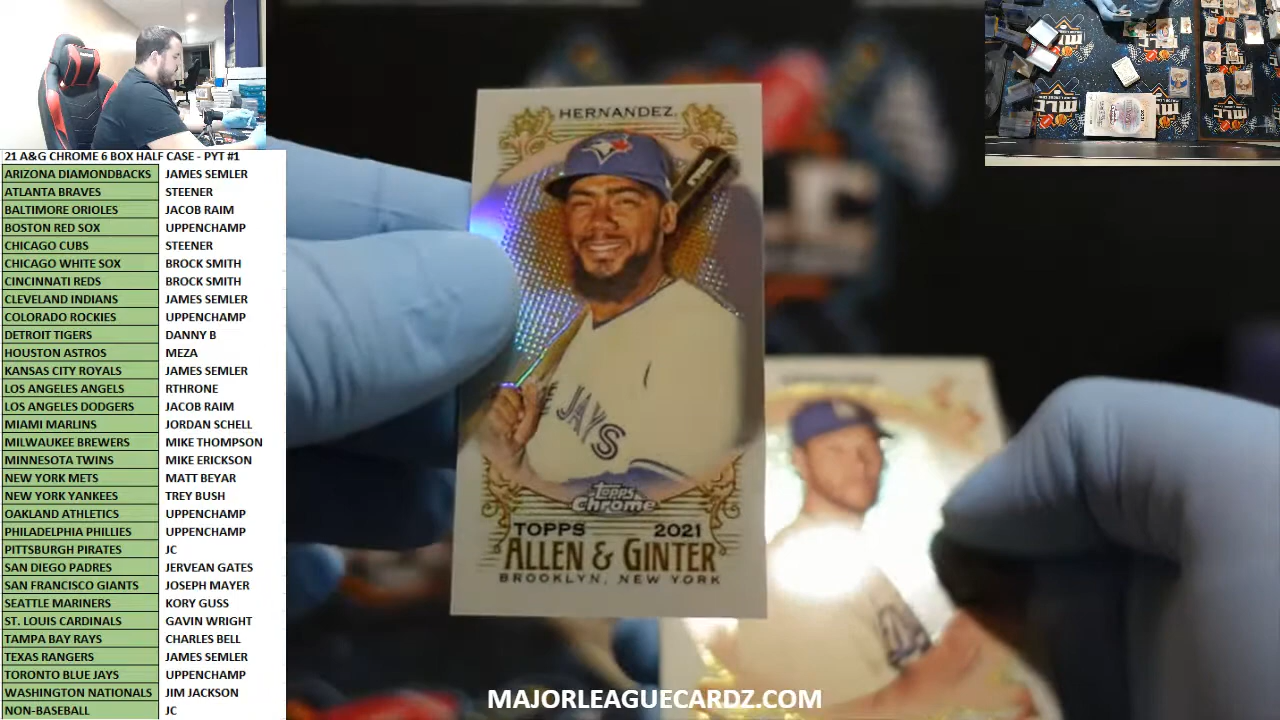 21 A&G CHROME 6 BOX HALF CASE - PYT #1
ARIZONA DIAMONDBACKS JAMES SEMLER
ATLANTA BRAVES STEENER
BALTIMORE ORIOLES JACOB RAIM
BOSTON RED SOX UPPENCHAMP
CHICAGO CUBS STEENER
CHICAGO WHITE SOX BROCK SMITH
CINCINNATI REDS BROCK SMITH
CLEVELAND INDIANS JAMES SEMLER
COLORADO ROCKIES UPPENCHAMP
DETROIT TIGERS DANNY B
HOUSTON ASTROS MEZA
KANSAS CITY ROYALS JAMES SEMLER
LOS ANGELES ANGELS RTHRONE
LOS ANGELES DODGERS JACOB RAIM
MIAMI MARLINS JORDAN SCHELL
MILWAUKEE BREWERS MIKE THOMPSON
MINNESOTA TWINS MIKE ERICKSON
NEW YORK METS MATT BEYAR
NEW YORK YANKEES TREY BUSH
OAKLAND ATHLETICS UPPENCHAMP
PHILADELPHIA PHILLIES UPPENCHAMP
PITTSBURGH PIRATES JC
SAN DIEGO PADRES JERVEAN GATES
SAN FRANCISCO GIANTS JOSEPH MAYER
SEATTLE MARINERS KORY GUSS
ST. LOUIS CARDINALS GAVIN WRIGHT
TAMPA BAY RAYS CHARLES BELL
TEXAS RANGERS JAMES SEMLER
TORONTO BLUE JAYS UPPENCHAMP
WASHINGTON NATIONALS JIM JACKSON
NON-BASEBALL JC
HERNANDEZ
JAYS
Topps Chrome
TOPPS 2021
ALLEN & GINTER
BROOKLYN, NEW YORK
MAJORLEAGUECARDZ.COM